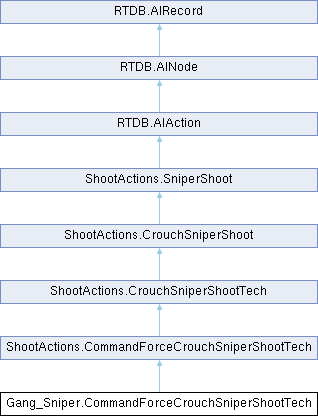 RTDB.AIRecord
RTDB.AINode
RTDB.AIAction
ShootActions.SniperShoot
ShootActions.CrouchSniperShoot
ShootActions.CrouchSniperShootTech
ShootActions.CommandForceCrouchSniperShootTech
Gang_Sniper.CommandForceCrouchSniperShootTech